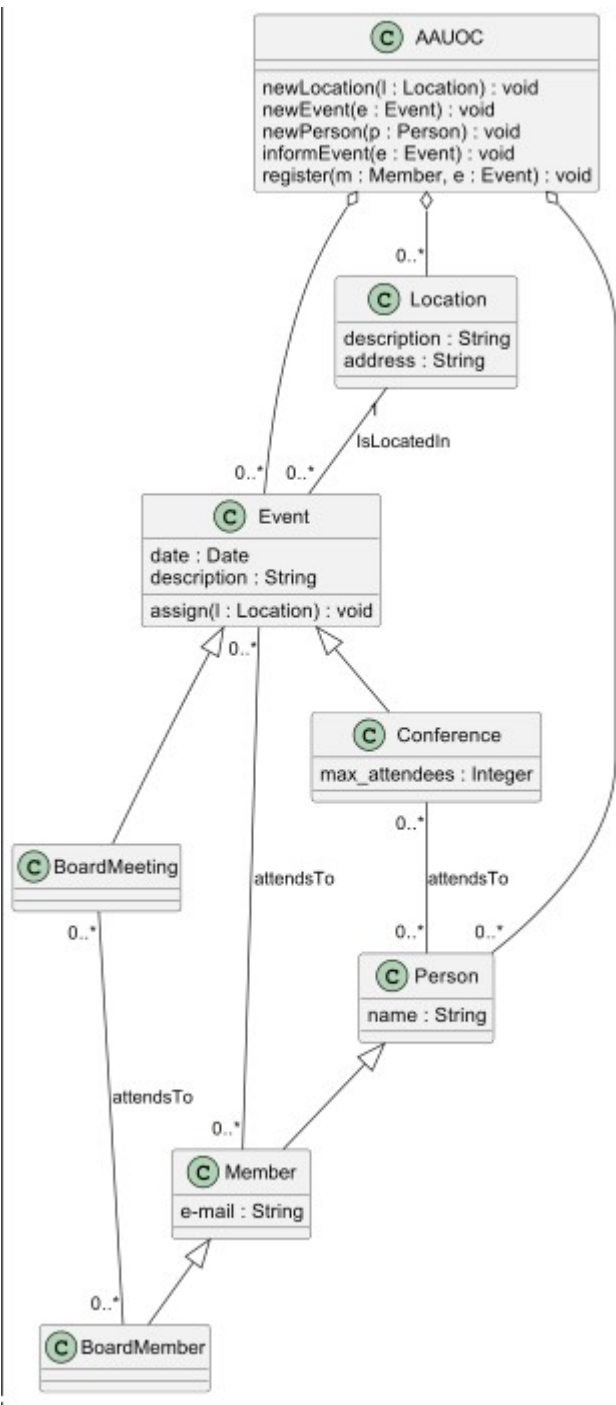 C AAUOC
newLocation(l : Location) : void
newEvent(e : Event) : void
newPerson(p : Person) : void
informEvent(e : Event) : void
register(m : Member, e : Event) : void
0..*
C Location
description : String
address : String
1
IsLocatedIn
0..* 0..*
C Event
date : Date
description : String
assign(l : Location) : void
0..*
C Conference
max_attendees : Integer
0..*
C BoardMeeting
attendsTo attendsTo
0..* 0..* 0..*
C Person
name : String
attendsTo
0..*
C Member
e-mail : String
0..*
C BoardMember